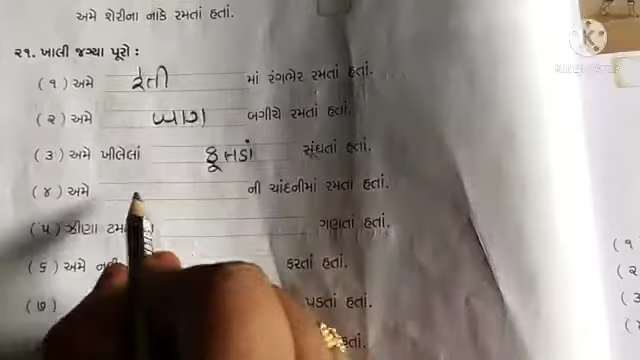 અમે શેરીના નાકે રમતાં હતાં.
૨૧. ખાલી જગ્યા પૂરો :
(૧) અમે રેતી માં રંગભેર રમતાં હતાં.
(૨) અમે બાગ બગીચે રમતાં હતાં.
(૩) અમે ખીલેલાં ફૂલડાં સૂંઘતાં હતાં.
(૪) અમે ની ચાંદનીમાં રમતાં હતાં.
(૫) ઝીણા ગણતાં હતાં.
(૬) અમે ફરતાં હતાં.
(૭) પડતાં હતાં.